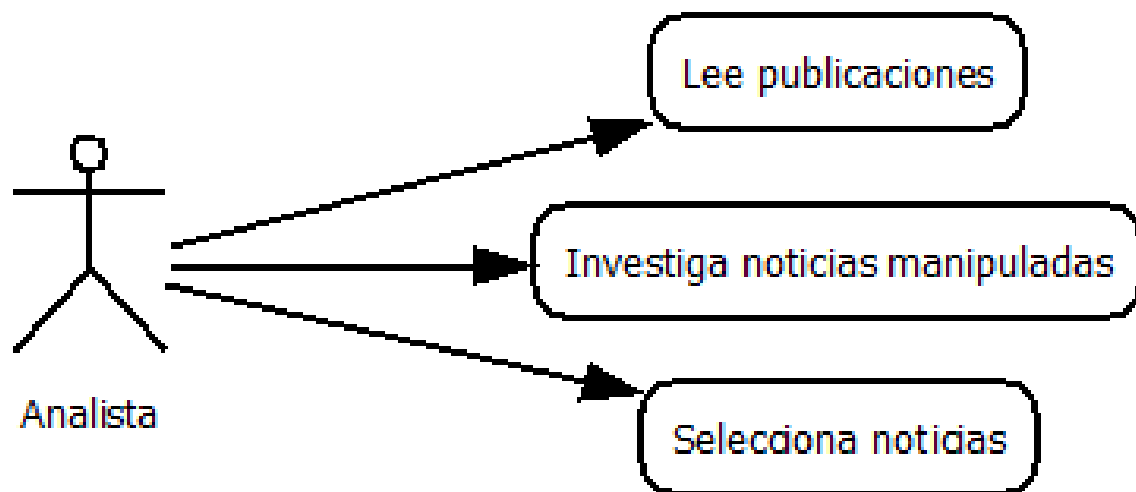 Lee publicaciones
Investiga noticias manipuladas
Analista
Selecciona noticias